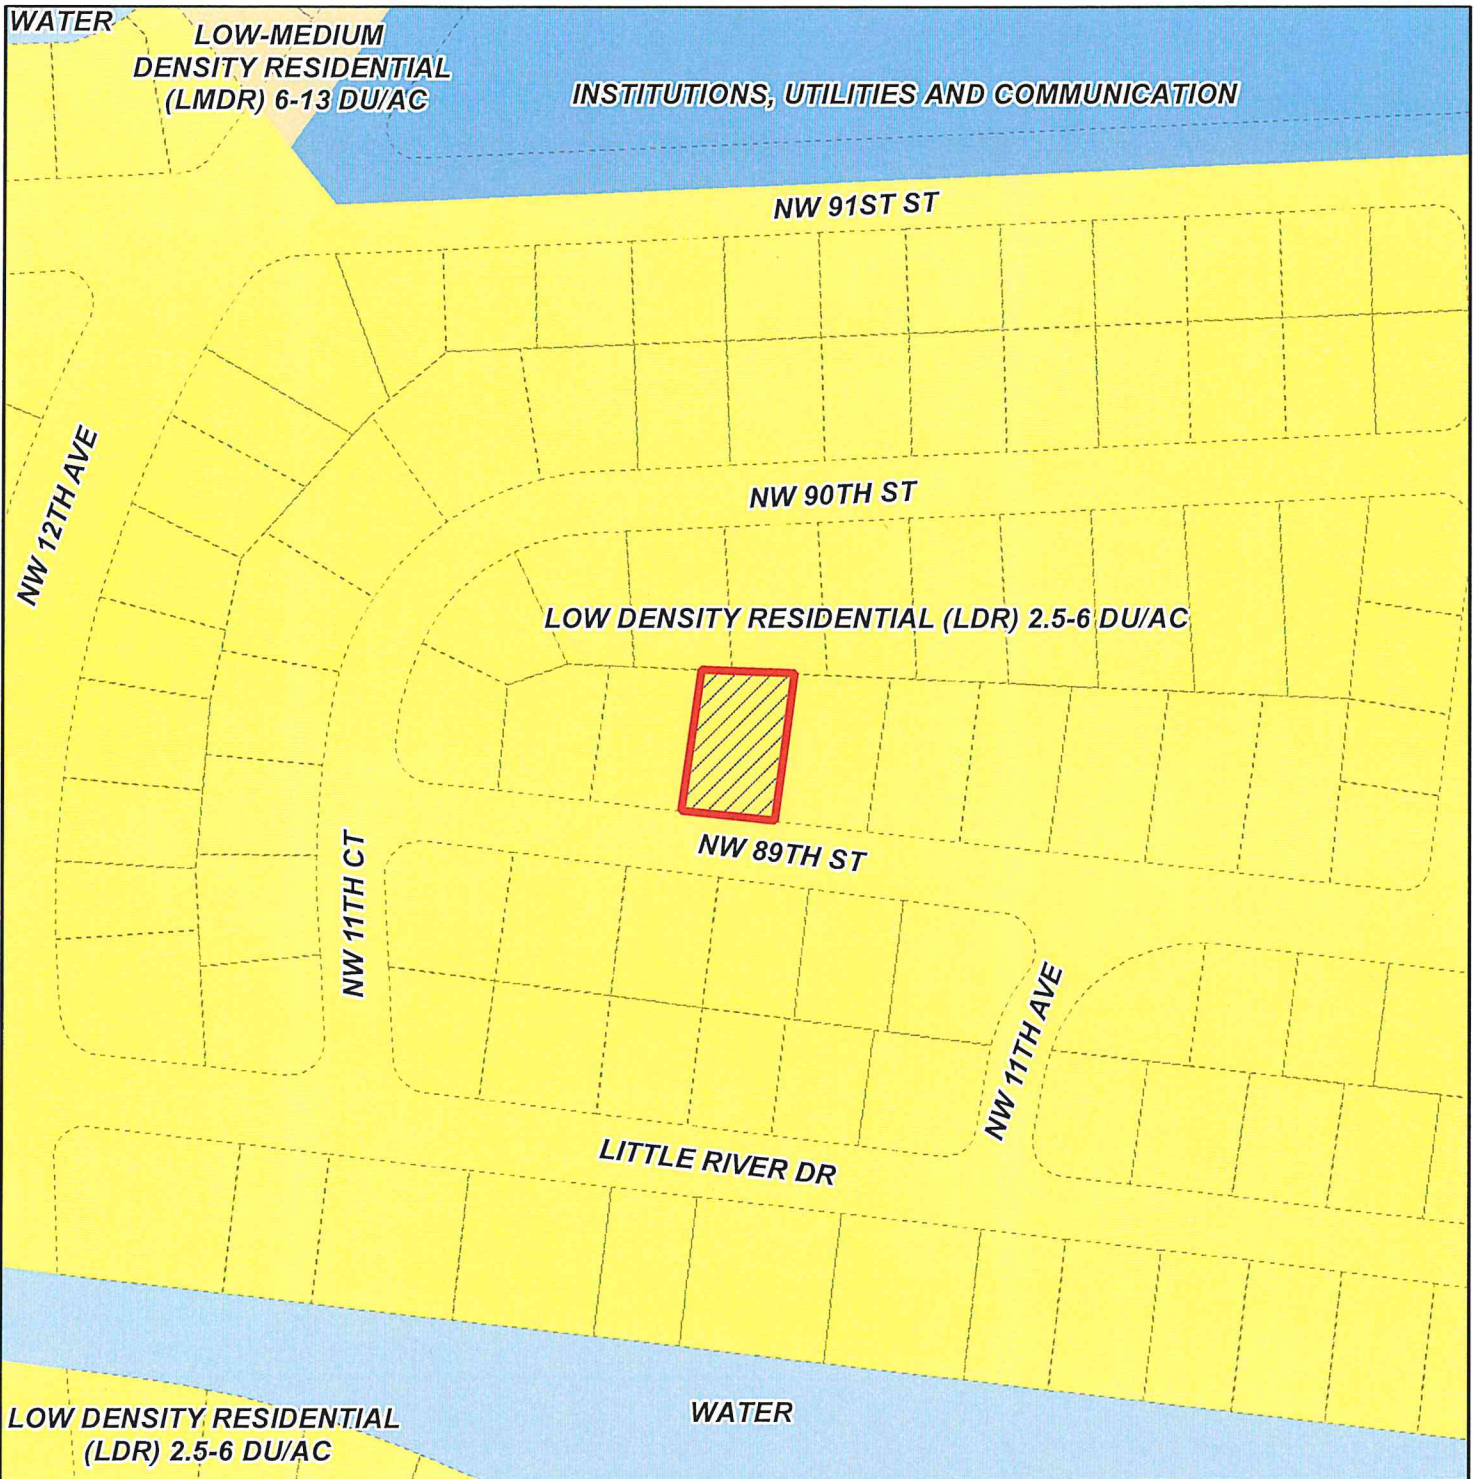 WATER
LOW-MEDIUM
DENSITY RESIDENTIAL
(LMDR) 6-13 DU/AC
INSTITUTIONS, UTILITIES AND COMMUNICATION
NW 91ST ST
NW 12TH AVE
NW 90TH ST
LOW DENSITY RESIDENTIAL (LDR) 2.5-6 DU/AC
NW 89TH ST
NW 11TH CT
NW 11TH AVE
LITTLE RIVER DR
WATER
LOW DENSITY RESIDENTIAL
(LDR) 2.5-6 DU/AC